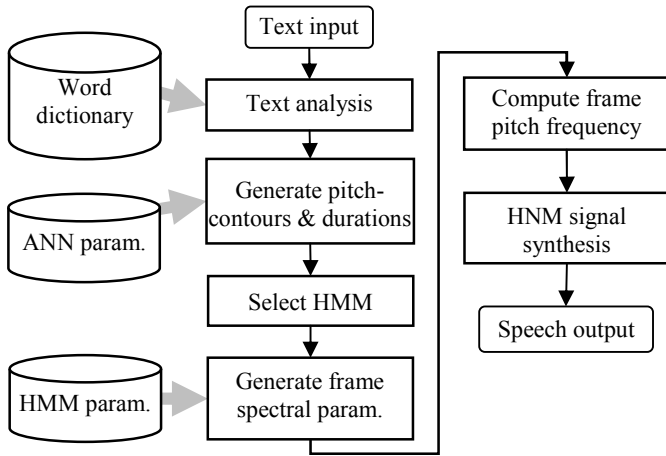 Text input
Word
dictionary
Text analysis
Generate pitch-
contours & durations
ANN param.
Select HMM
HMM param.
Generate frame
spectral param.
Compute frame
pitch frequency
HNM signal
synthesis
Speech output